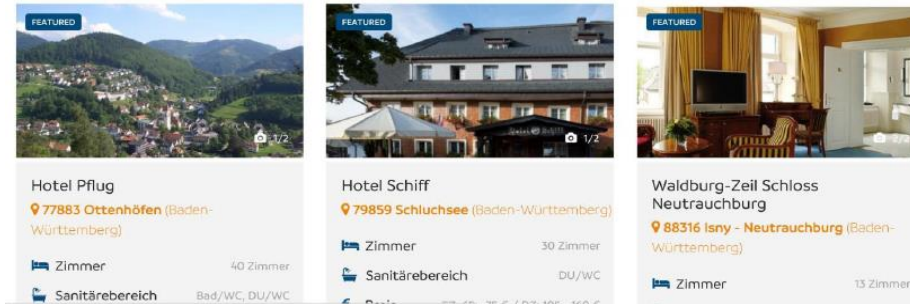 FEATURED
1/2
Hotel Pflug
77883 Ottenhöfen (Baden-
Württemberg)
Zimmer 40 Zimmer
Sanitärebereich Bad/WC, DU/WC
FEATURED
Hotel Schiff
1/2
Hotel Schiff
79859 Schluchsee (Baden-Württemberg)
Zimmer 30 Zimmer
Sanitärebereich DU/WC
FEATURED
Waldburg-Zeil Schloss
Neutrauchburg
88316 Isny - Neutrauchburg (Baden-
Württemberg)
Zimmer 13 Zimmer